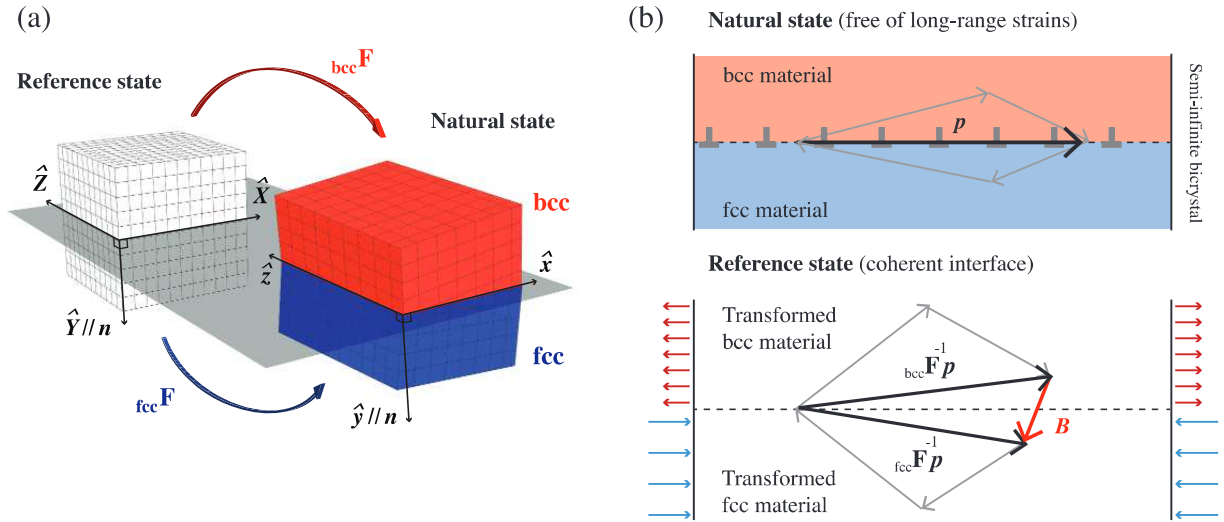 (a)
Reference state
bccF
Natural state
Ẑ
X̂
bcc
ẑ
x̂
Ŷ // n
fcc
fccF
ŷ // n
(b)
Natural state (free of long-range strains)
bcc material
p
fcc material
Semi-infinite bicrystal
Reference state (coherent interface)
Transformed
bcc material
bccF⁻¹p
B
fccF⁻¹p
Transformed
fcc material